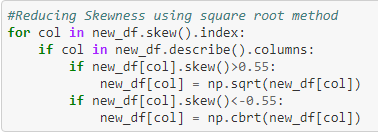 #Reducing Skewness using square root method
for col in new_df.skew().index:
    if col in new_df.describe().columns:
        if new_df[col].skew()>0.55:
            new_df[col] = np.sqrt(new_df[col])
        if new_df[col].skew()<-0.55:
            new_df[col] = np.cbrt(new_df[col])